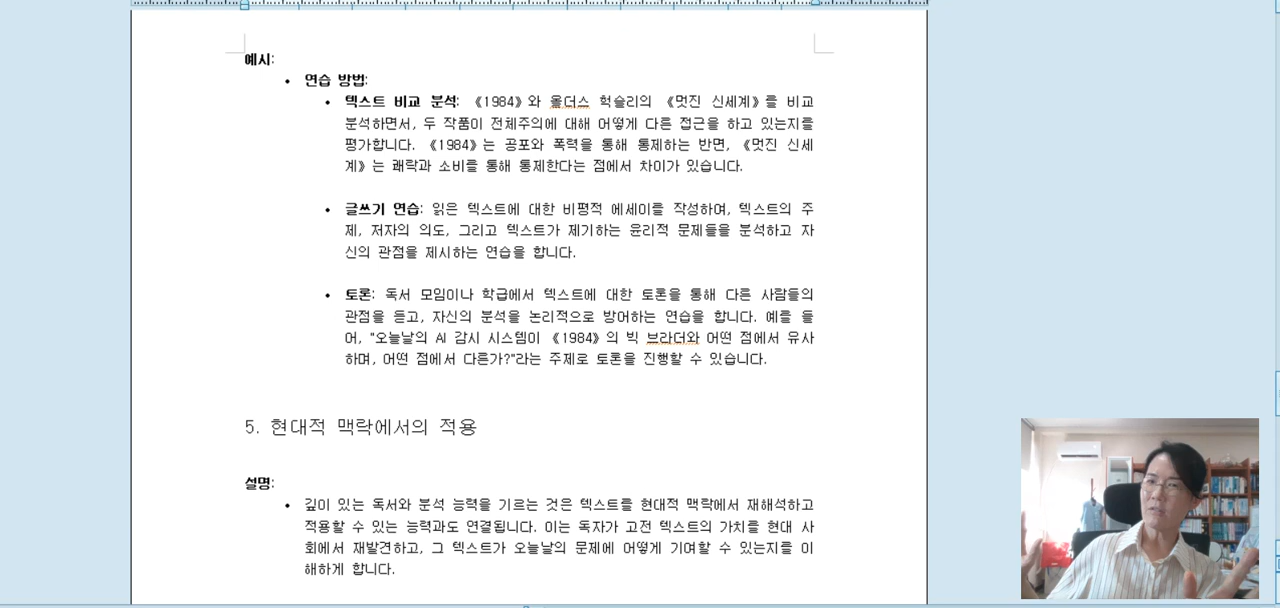 예시:
• 연습 방법:
• 텍스트 비교 분석: 《1984》와 올더스 헉슬리의 《멋진 신세계》를 비교
분석하면서, 두 작품이 전체주의에 대해 어떻게 다른 접근을 하고 있는지를
평가합니다. 《1984》는 공포와 폭력을 통해 통제하는 반면, 《멋진 신세
계》는 쾌락과 소비를 통해 통제한다는 점에서 차이가 있습니다.
• 글쓰기 연습: 읽은 텍스트에 대한 비평적 에세이를 작성하며, 텍스트의 주
제, 저자의 의도, 그리고 텍스트가 제기하는 윤리적 문제들을 분석하고 자
신의 관점을 제시하는 연습을 합니다.
• 토론: 독서 모임이나 학급에서 텍스트에 대한 토론을 통해 다른 사람들의
관점을 듣고, 자신의 분석을 논리적으로 방어하는 연습을 합니다. 예를 들
어, "오늘날의 AI 감시 시스템이 《1984》의 빅 브라더와 어떤 점에서 유사
하며, 어떤 점에서 다른가?"라는 주제로 토론을 진행할 수 있습니다.
5. 현대적 맥락에서의 적용
설명:
• 깊이 있는 독서와 분석 능력을 기르는 것은 텍스트를 현대적 맥락에서 재해석하고
적용할 수 있는 능력과도 연결됩니다. 이는 독자가 고전 텍스트의 가치를 현대 사
회에서 재발견하고, 그 텍스트가 오늘날의 문제에 어떻게 기여할 수 있는지를 이
해하게 합니다.